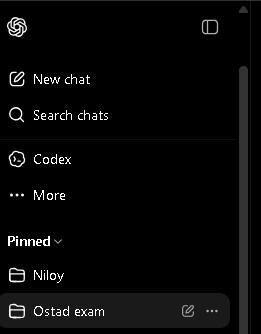 New chat
Search chats
Codex
More
Pinned
Niloy
Ostad exam